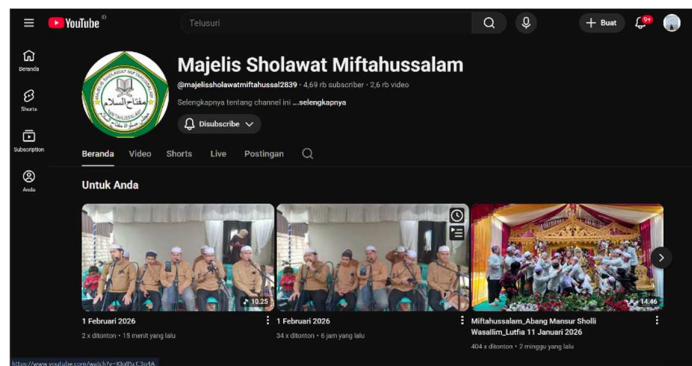 YouTube ID
Telusuri
Buat
9+
Beranda
Shorts
Subscription
Anda
مفتاح السلام
Majelis Sholawat Miftahussalam
@majelissholawatmiftahussal2839 · 4,69 rb subscriber · 2,6 rb video
Selengkapnya tentang channel ini ...selengkapnya
Disubscribe
Beranda Video Shorts Live Postingan
Untuk Anda
10.25
14.46
1 Februari 2026
2 x ditonton · 15 menit yang lalu
1 Februari 2026
34 x ditonton · 6 jam yang lalu
Miftahussalam_Abang Mansur Sholli
Wasallim_Lutfia 11 Januari 2026
404 x ditonton · 2 minggu yang lalu